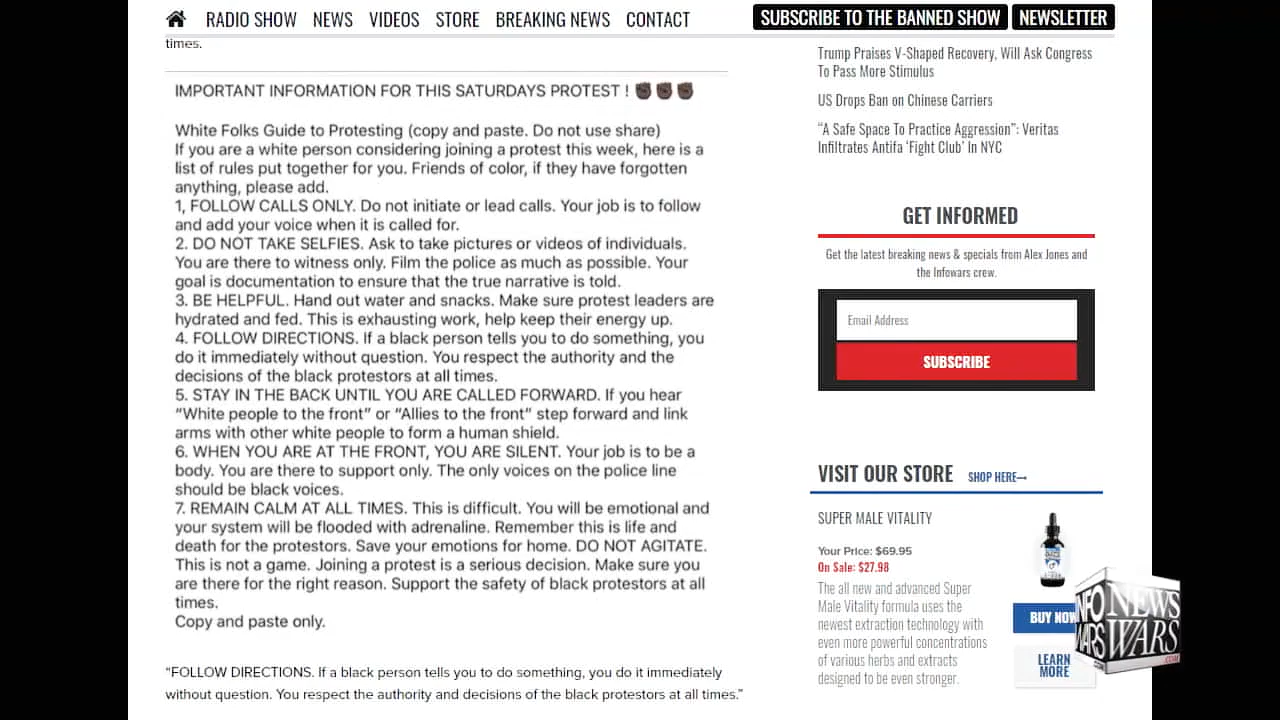 RADIO SHOW NEWS VIDEOS STORE BREAKING NEWS CONTACT SUBSCRIBE TO THE BANNED SHOW NEWSLETTER
times.
IMPORTANT INFORMATION FOR THIS SATURDAYS PROTEST ! ✊🏿✊🏿✊🏿
White Folks Guide to Protesting (copy and paste. Do not use share)
If you are a white person considering joining a protest this week, here is a
list of rules put together for you. Friends of color, if they have forgotten
anything, please add.
1, FOLLOW CALLS ONLY. Do not initiate or lead calls. Your job is to follow
and add your voice when it is called for.
2. DO NOT TAKE SELFIES. Ask to take pictures or videos of individuals.
You are there to witness only. Film the police as much as possible. Your
goal is documentation to ensure that the true narrative is told.
3. BE HELPFUL. Hand out water and snacks. Make sure protest leaders are
hydrated and fed. This is exhausting work, help keep their energy up.
4. FOLLOW DIRECTIONS. If a black person tells you to do something, you
do it immediately without question. You respect the authority and the
decisions of the black protestors at all times.
5. STAY IN THE BACK UNTIL YOU ARE CALLED FORWARD. If you hear
“White people to the front” or “Allies to the front” step forward and link
arms with other white people to form a human shield.
6. WHEN YOU ARE AT THE FRONT, YOU ARE SILENT. Your job is to be a
body. You are there to support only. The only voices on the police line
should be black voices.
7. REMAIN CALM AT ALL TIMES. This is difficult. You will be emotional and
your system will be flooded with adrenaline. Remember this is life and
death for the protestors. Save your emotions for home. DO NOT AGITATE.
This is not a game. Joining a protest is a serious decision. Make sure you
are there for the right reason. Support the safety of black protestors at all
times.
Copy and paste only.
“FOLLOW DIRECTIONS. If a black person tells you to do something, you do it immediately
without question. You respect the authority and decisions of the black protestors at all times.”
Trump Praises V-Shaped Recovery, Will Ask Congress
To Pass More Stimulus
US Drops Ban on Chinese Carriers
“A Safe Space To Practice Aggression”: Veritas
Infiltrates Antifa ‘Fight Club’ In NYC
GET INFORMED
Get the latest breaking news & specials from Alex Jones and
the Infowars crew.
Email Address
SUBSCRIBE
VISIT OUR STORE SHOP HERE
SUPER MALE VITALITY
Your Price: $69.95
On Sale: $27.98
The all new and advanced Super
Male Vitality formula uses the
newest extraction technology with
even more powerful concentrations
of various herbs and extracts
designed to be even stronger.
BUY NOW
LEARN
MORE
INFO NEWS
WARS WARS
.COM .COM